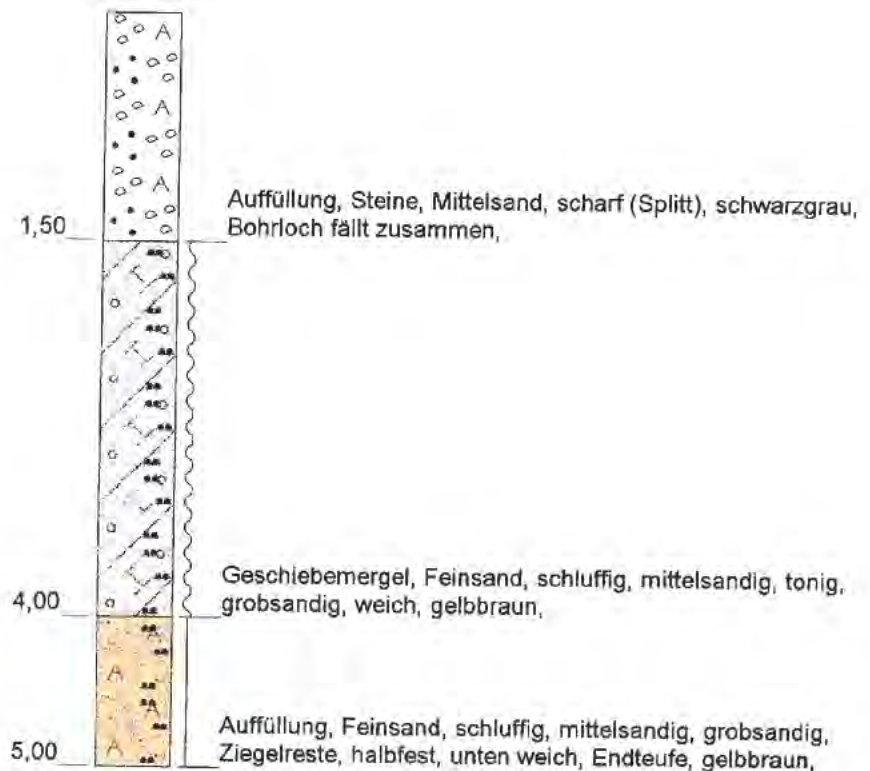 Auffüllung, Steine, Mittelsand, scharf (Splitt), schwarzgrau,
1,50 Bohrloch fällt zusammen,
Geschiebemergel, Feinsand, schluffig, mittelsandig, tonig,
4,00 grobsandig, weich, gelbbraun,
Auffüllung, Feinsand, schluffig, mittelsandig, grobsandig,
5,00 Ziegelreste, halbfest, unten weich, Endteufe, gelbbraun,
A
A
A
A
A
A
A